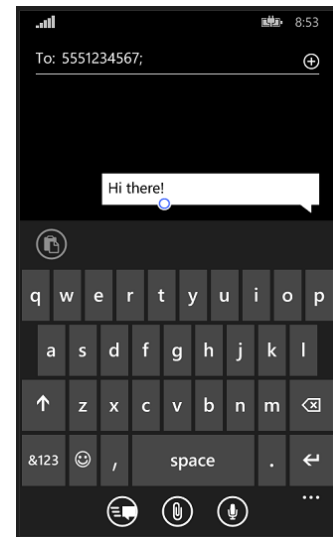 8:53
To: 5551234567;
Hi there!
q w e r t y u i o p
a s d f g h j k l
z x c v b n m
&123 , space .